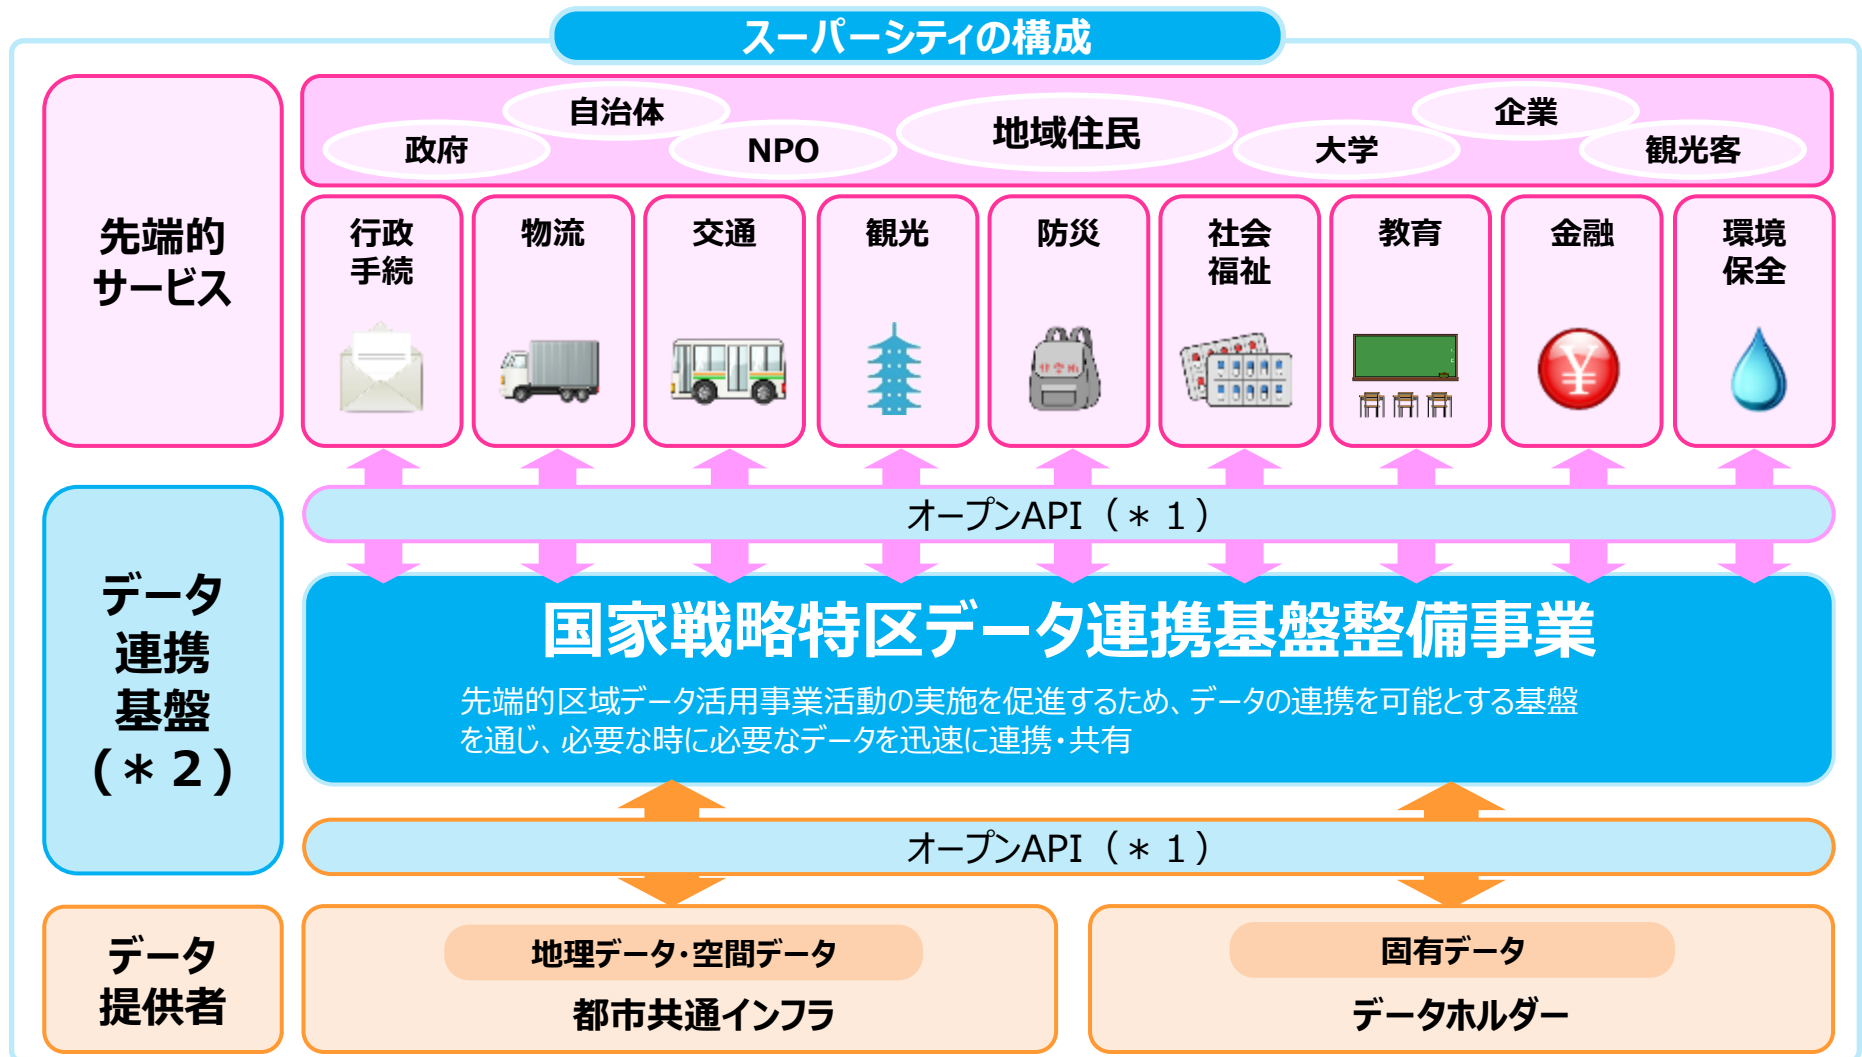 スーパーシティの構成
先端的
サービス
政府
自治体
NPO
地域住民
大学
企業
観光客
行政
手続
物流
交通
観光
防災
社会
福祉
教育
金融
環境
保全
データ
連携
基盤
(＊２)
オープンAPI（＊１）
国家戦略特区データ連携基盤整備事業
先端的区域データ活用事業活動の実施を促進するため、データの連携を可能とする基盤
を通じ、必要な時に必要なデータを迅速に連携・共有
オープンAPI（＊１）
データ
提供者
地理データ・空間データ
都市共通インフラ
固有データ
データホルダー